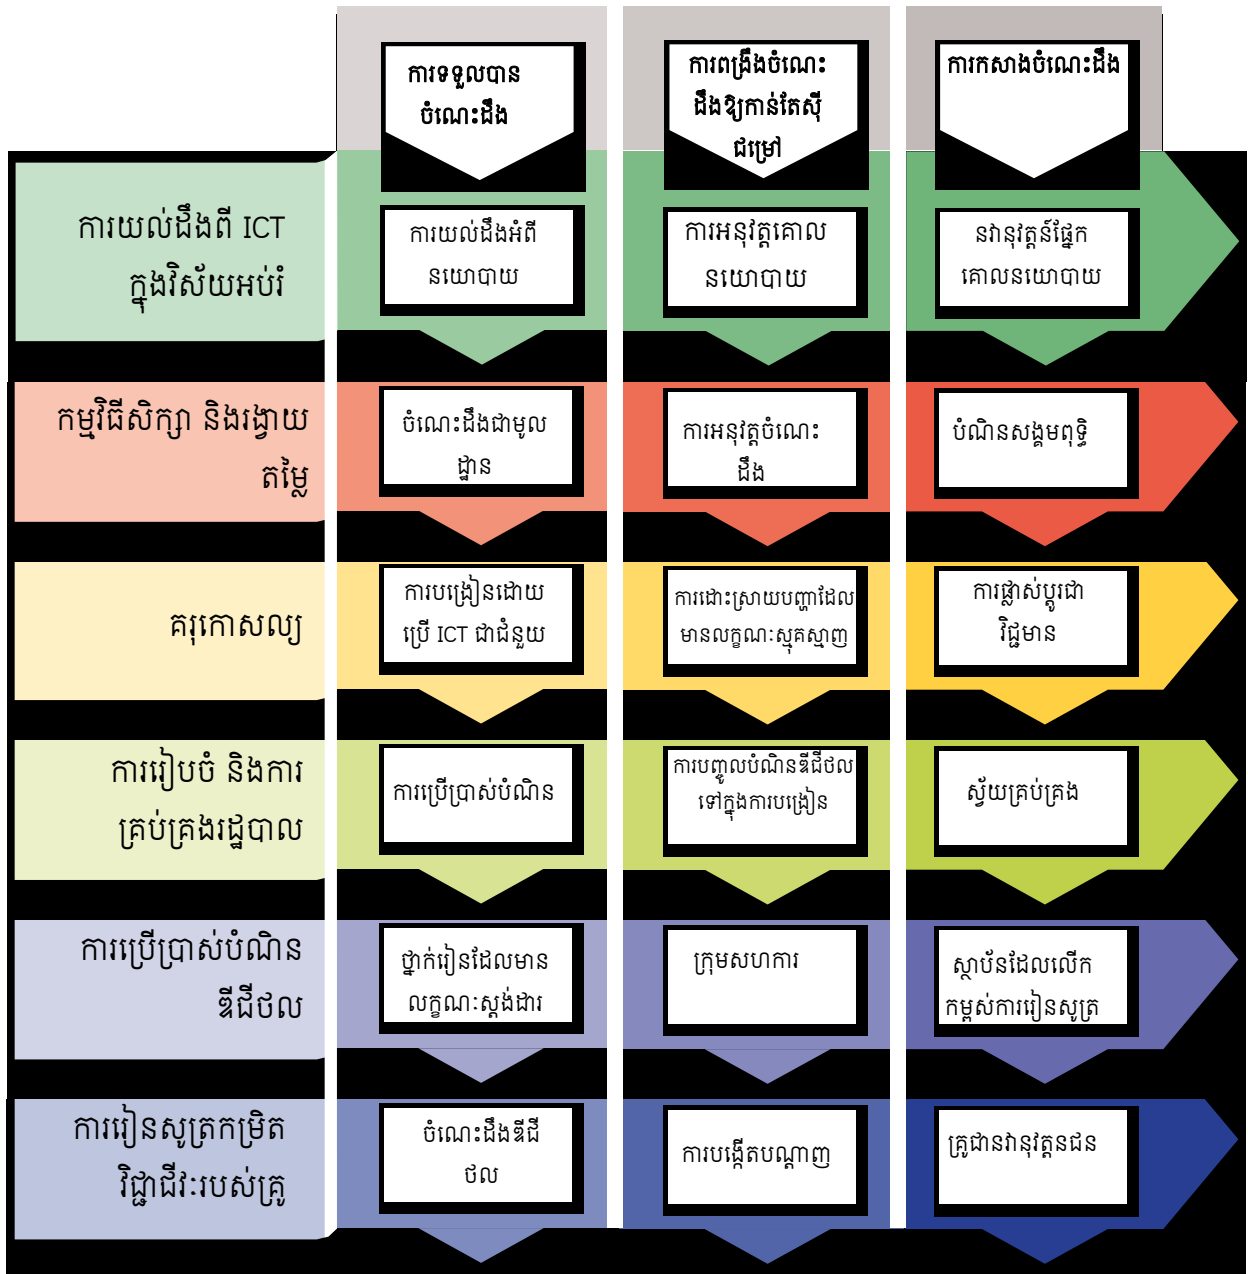 ការទទួលបាន
ចំណេះដឹង
ការពង្រឹងចំណេះ
ដឹងឱ្យកាន់តែស៊ី
ជម្រៅ
ការកសាងចំណេះដឹង
ការយល់ដឹងពី ICT
ក្នុងវិស័យអប់រំ
ការយល់ដឹងអំពី
នយោបាយ
ការអនុវត្តគោល
នយោបាយ
នវានុវត្តន៍ផ្នែក
គោលនយោបាយ
កម្មវិធីសិក្សា និងរង្វាយ
តម្លៃ
ចំណេះដឹងជាមូល
ដ្ឋាន
ការអនុវត្តចំណេះ
ដឹង
បំណិនសង្គមពុទ្ធិ
គរុកោសល្យ
ការបង្រៀនដោយ
ប្រើ ICT ជាជំនួយ
ការដោះស្រាយបញ្ហាដែល
មានលក្ខណៈស្មុគស្មាញ
ការផ្លាស់ប្តូរជា
វិជ្ជមាន
ការរៀបចំ និងការ
គ្រប់គ្រងរដ្ឋបាល
ការប្រើប្រាស់បំណិន
ការបញ្ចូលបំណិនឌីជីថល
ទៅក្នុងការបង្រៀន
ស្វ័យគ្រប់គ្រង
ការប្រើប្រាស់បំណិន
ឌីជីថល
ថ្នាក់រៀនដែលមាន
លក្ខណៈស្តង់ដារ
ក្រុមសហការ
ស្ថាប័នដែលលើក
កម្ពស់ការរៀនសូត្រ
ការរៀនសូត្រកម្រិត
វិជ្ជាជីវៈរបស់គ្រូ
ចំណេះដឹងឌីជី
ថល
ការបង្កើតបណ្តាញ
គ្រូជានវានុវត្តនជន